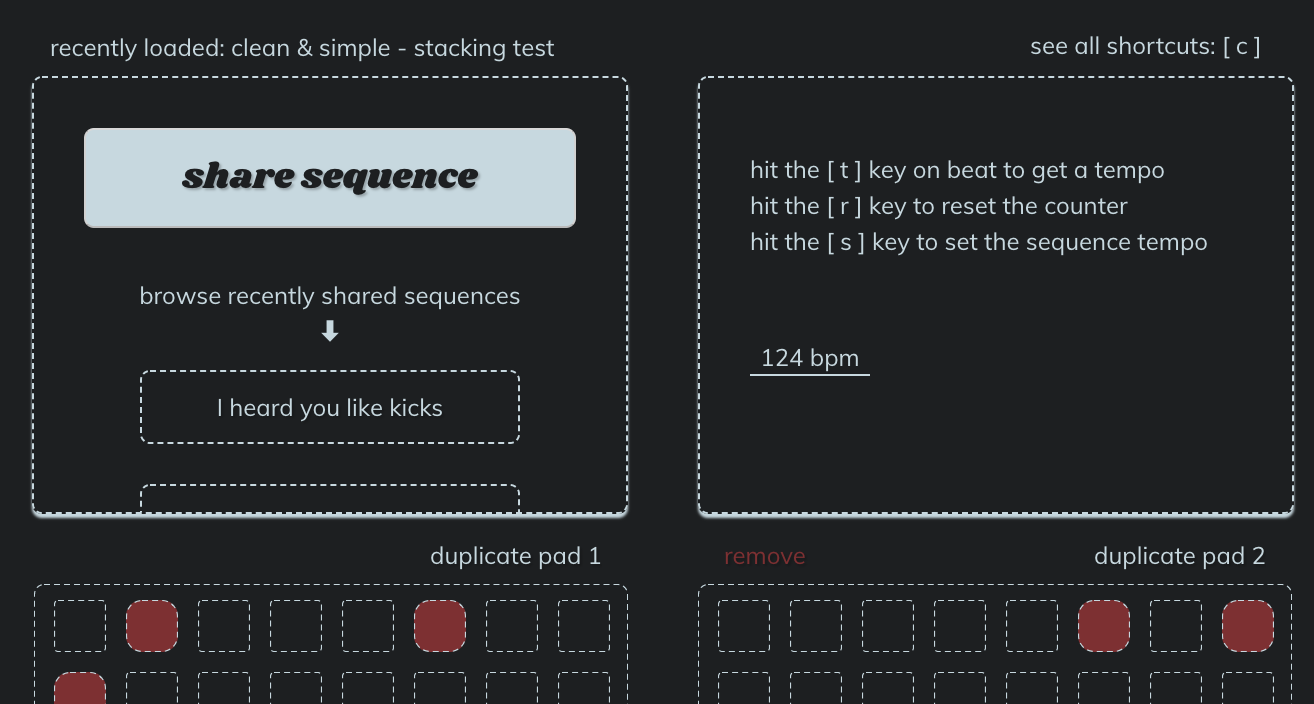 recently loaded: clean & simple - stacking test
see all shortcuts: [ c ]
share sequence
browse recently shared sequences
I heard you like kicks
hit the [ t ] key on beat to get a tempo
hit the [ r ] key to reset the counter
hit the [ s ] key to set the sequence tempo
124 bpm
duplicate pad 1
remove
duplicate pad 2